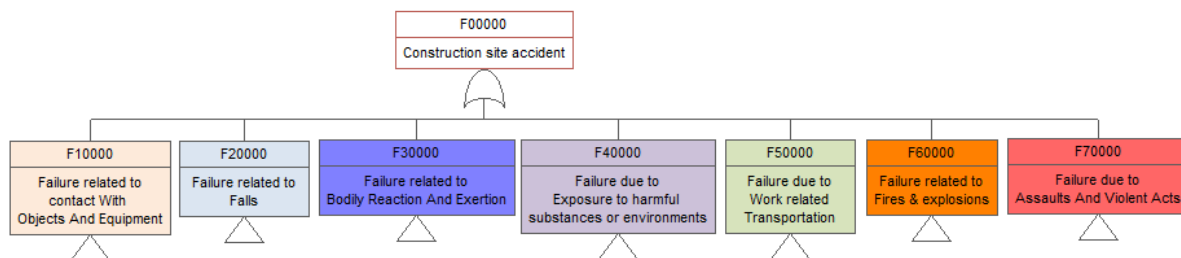 F00000
Construction site accident
F10000
Failure related to
contact With
Objects And Equipment
F20000
Failure related to
Falls
F30000
Failure related to
Bodily Reaction And Exertion
F40000
Failure due to
Exposure to harmful
substances or environments
F50000
Failure due to
Work related
Transportation
F60000
Failure related to
Fires & explosions
F70000
Failure due to
Assaults And Violent Acts